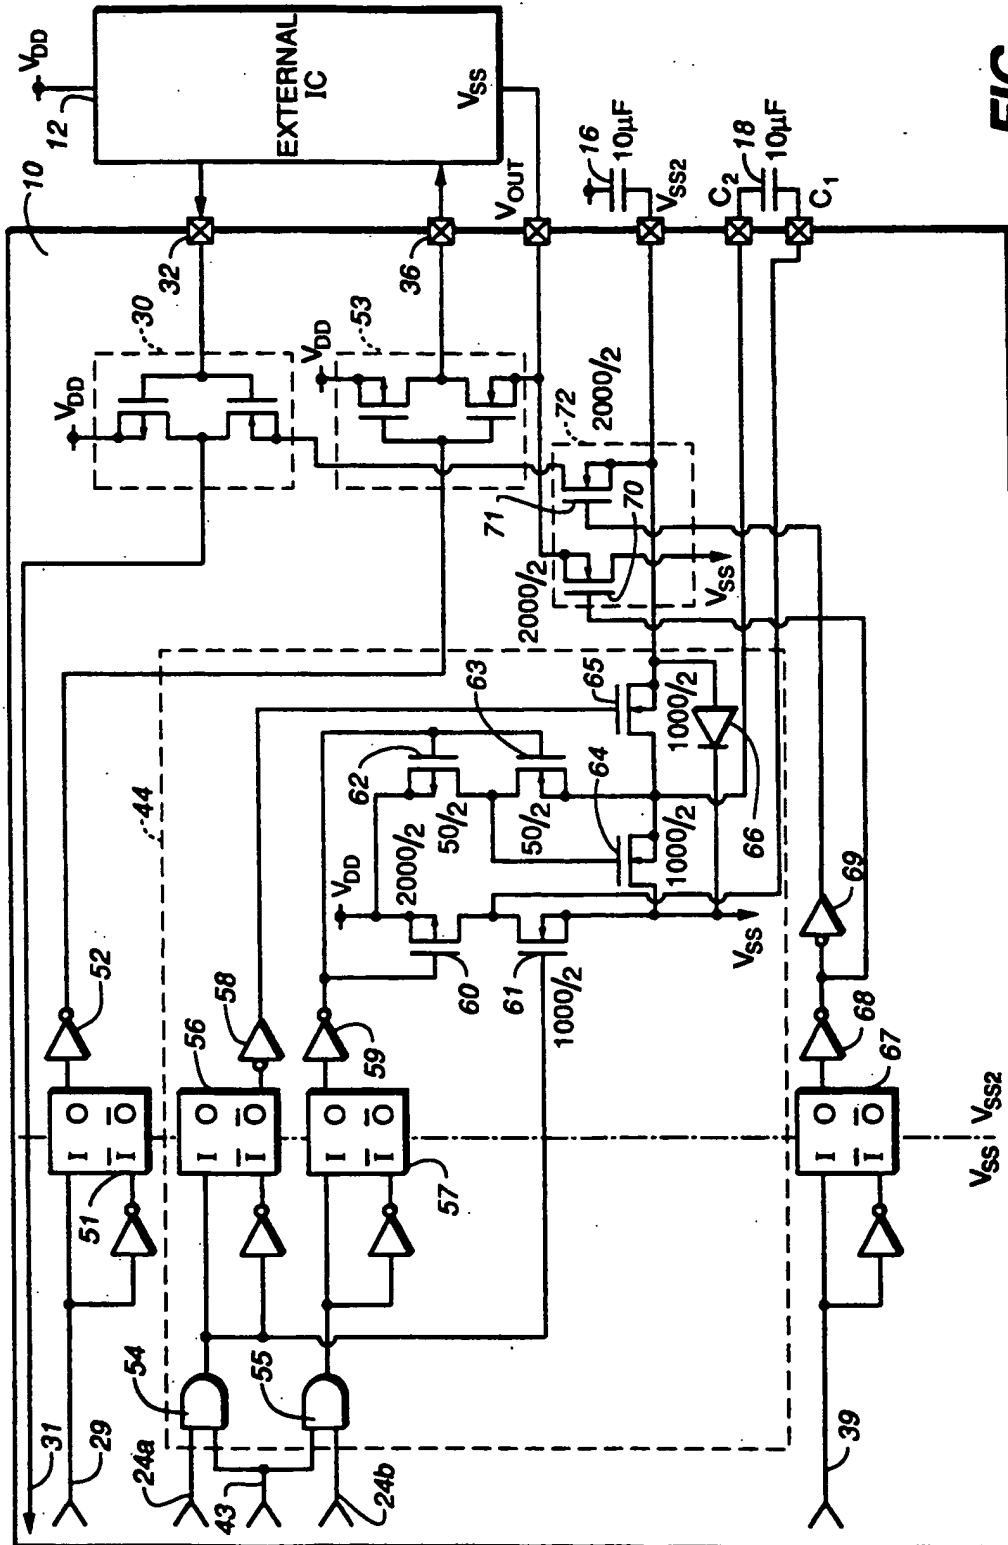 10
12
V_DD
EXTERNAL
IC
V_SS
32
30
V_DD
36
53
V_DD
V_OUT
16
10μF
V_SS2
C_2
18
10μF
C_1
FIG
72
2000/2
71
70
2000/2
V_SS
44
65
1000/2
63
62
50/2
50/2
64
1000/2
66
V_DD
2000/2
60
61
1000/2
V_SS
52
58
56
59
57
51
I O
I̅ O̅
I O
I̅ O̅
I O
I̅ O̅
69
68
67
I O
I̅ O̅
V_SS V_SS2
54
55
31
29
24a
43
24b
39